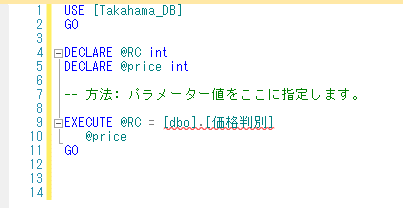 1 USE [Takahama_DB]
2 GO
3
4 DECLARE @RC int
5 DECLARE @price int
6
7 -- 方法: パラメーター値をここに指定します。
8
9 EXECUTE @RC = [dbo].[価格判別]
10 @price
11 GO
12
13
14